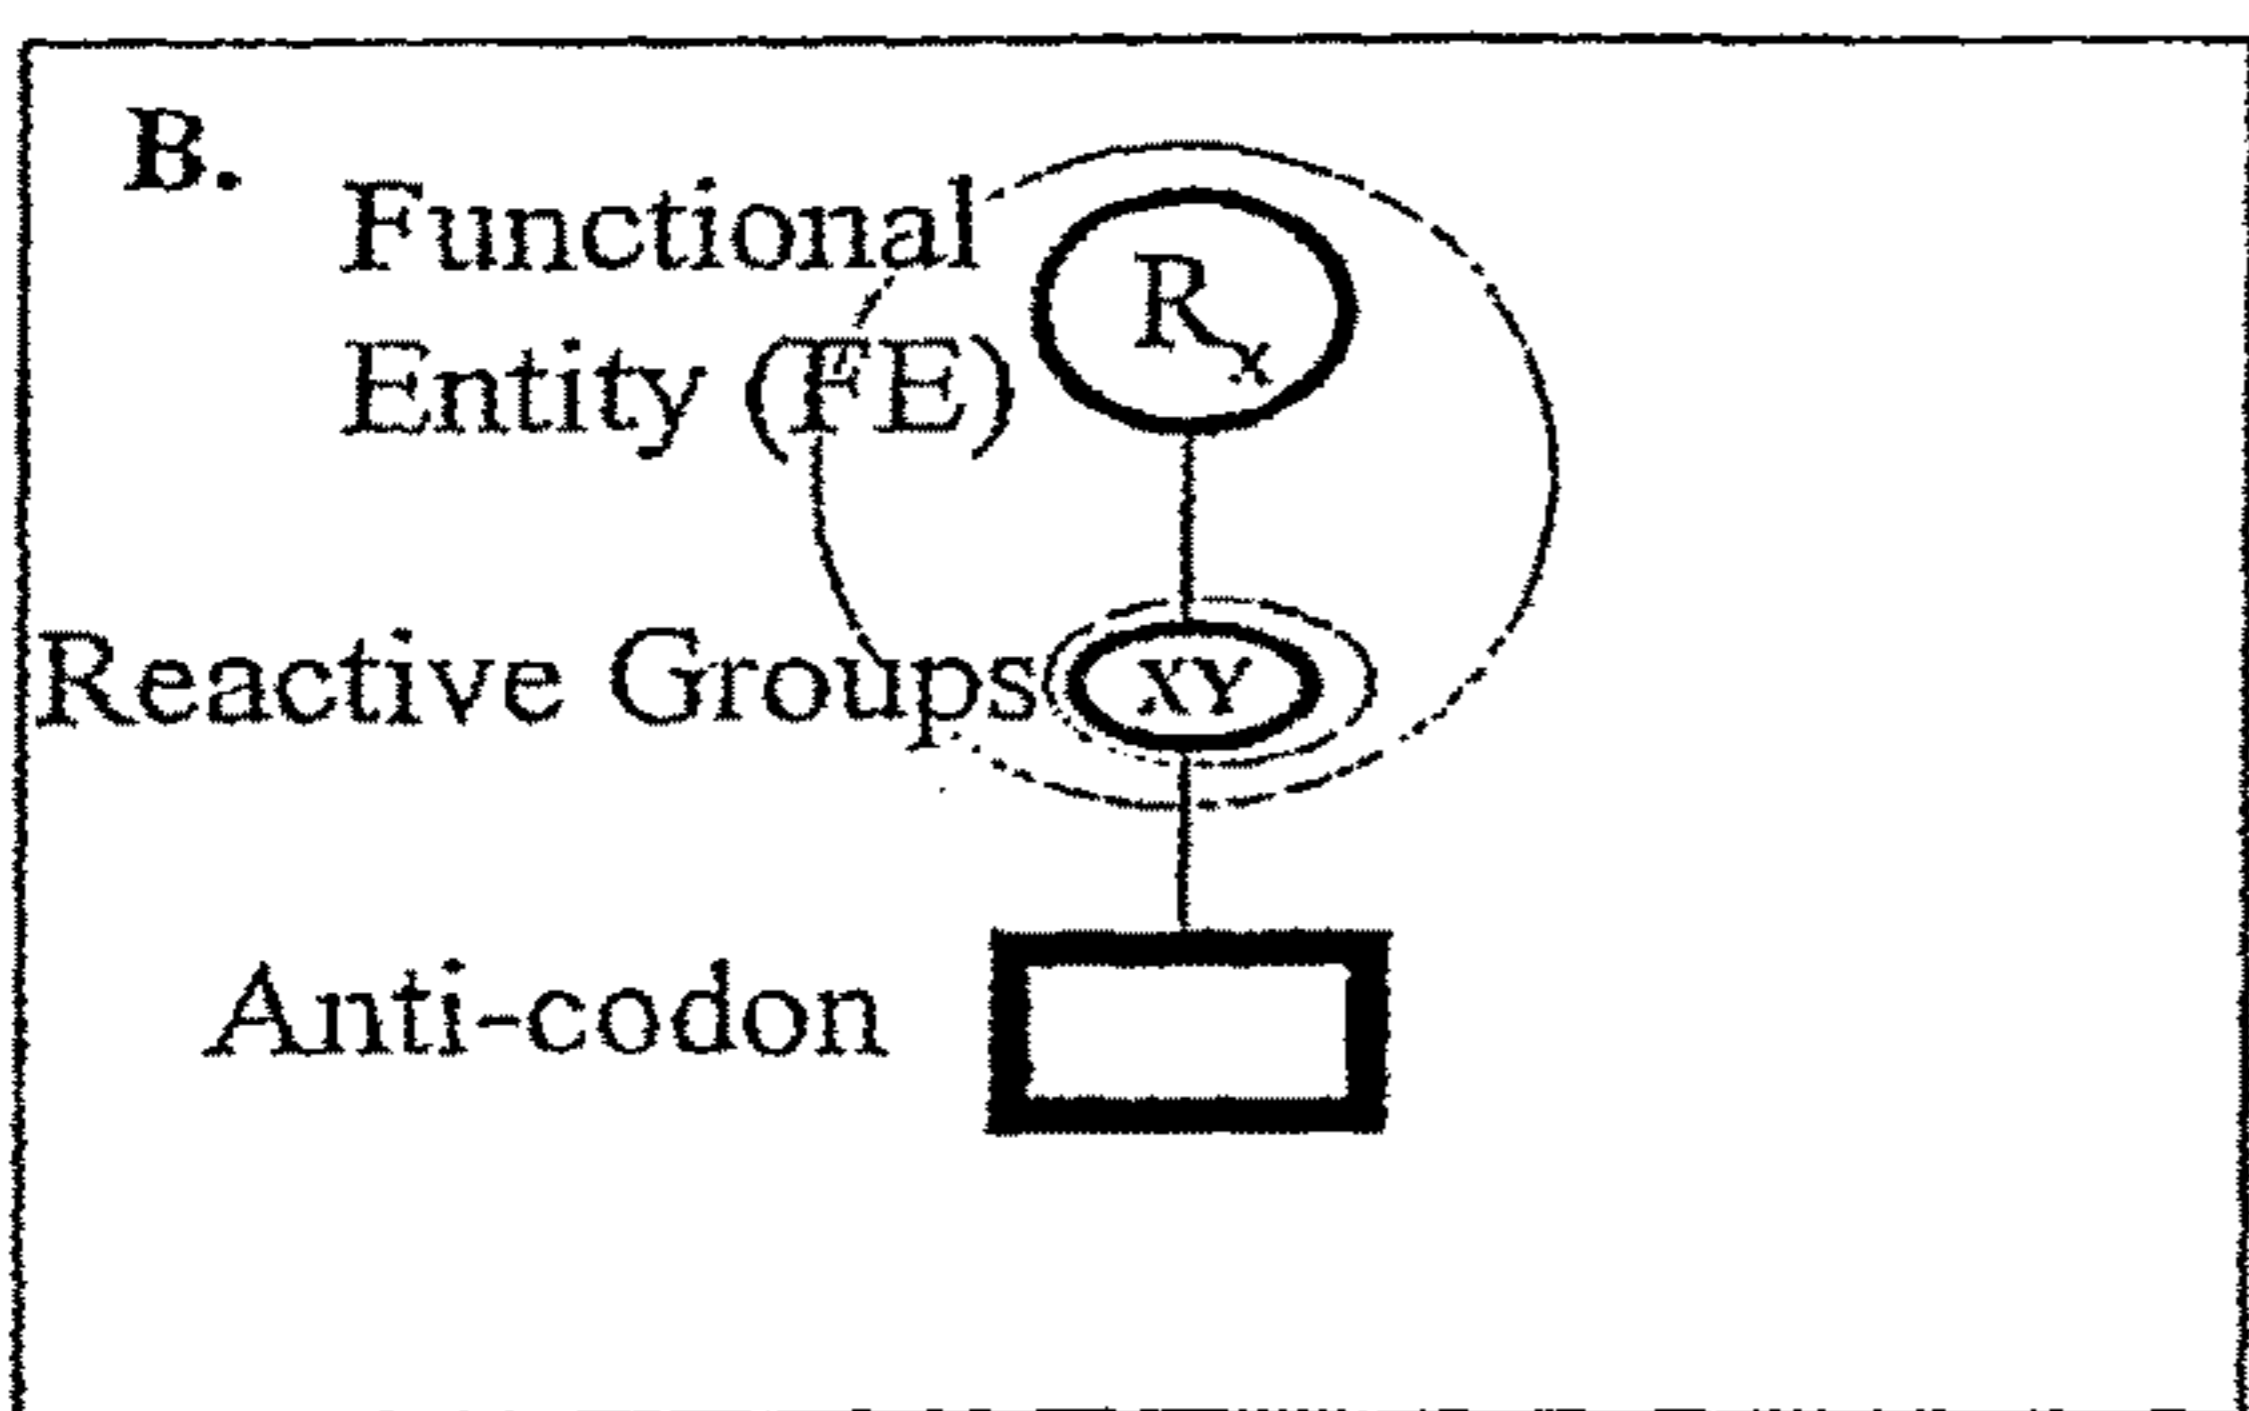 B.
Functional
Entity (FE)
Rx
Reactive Groups
XY
Anti-codon